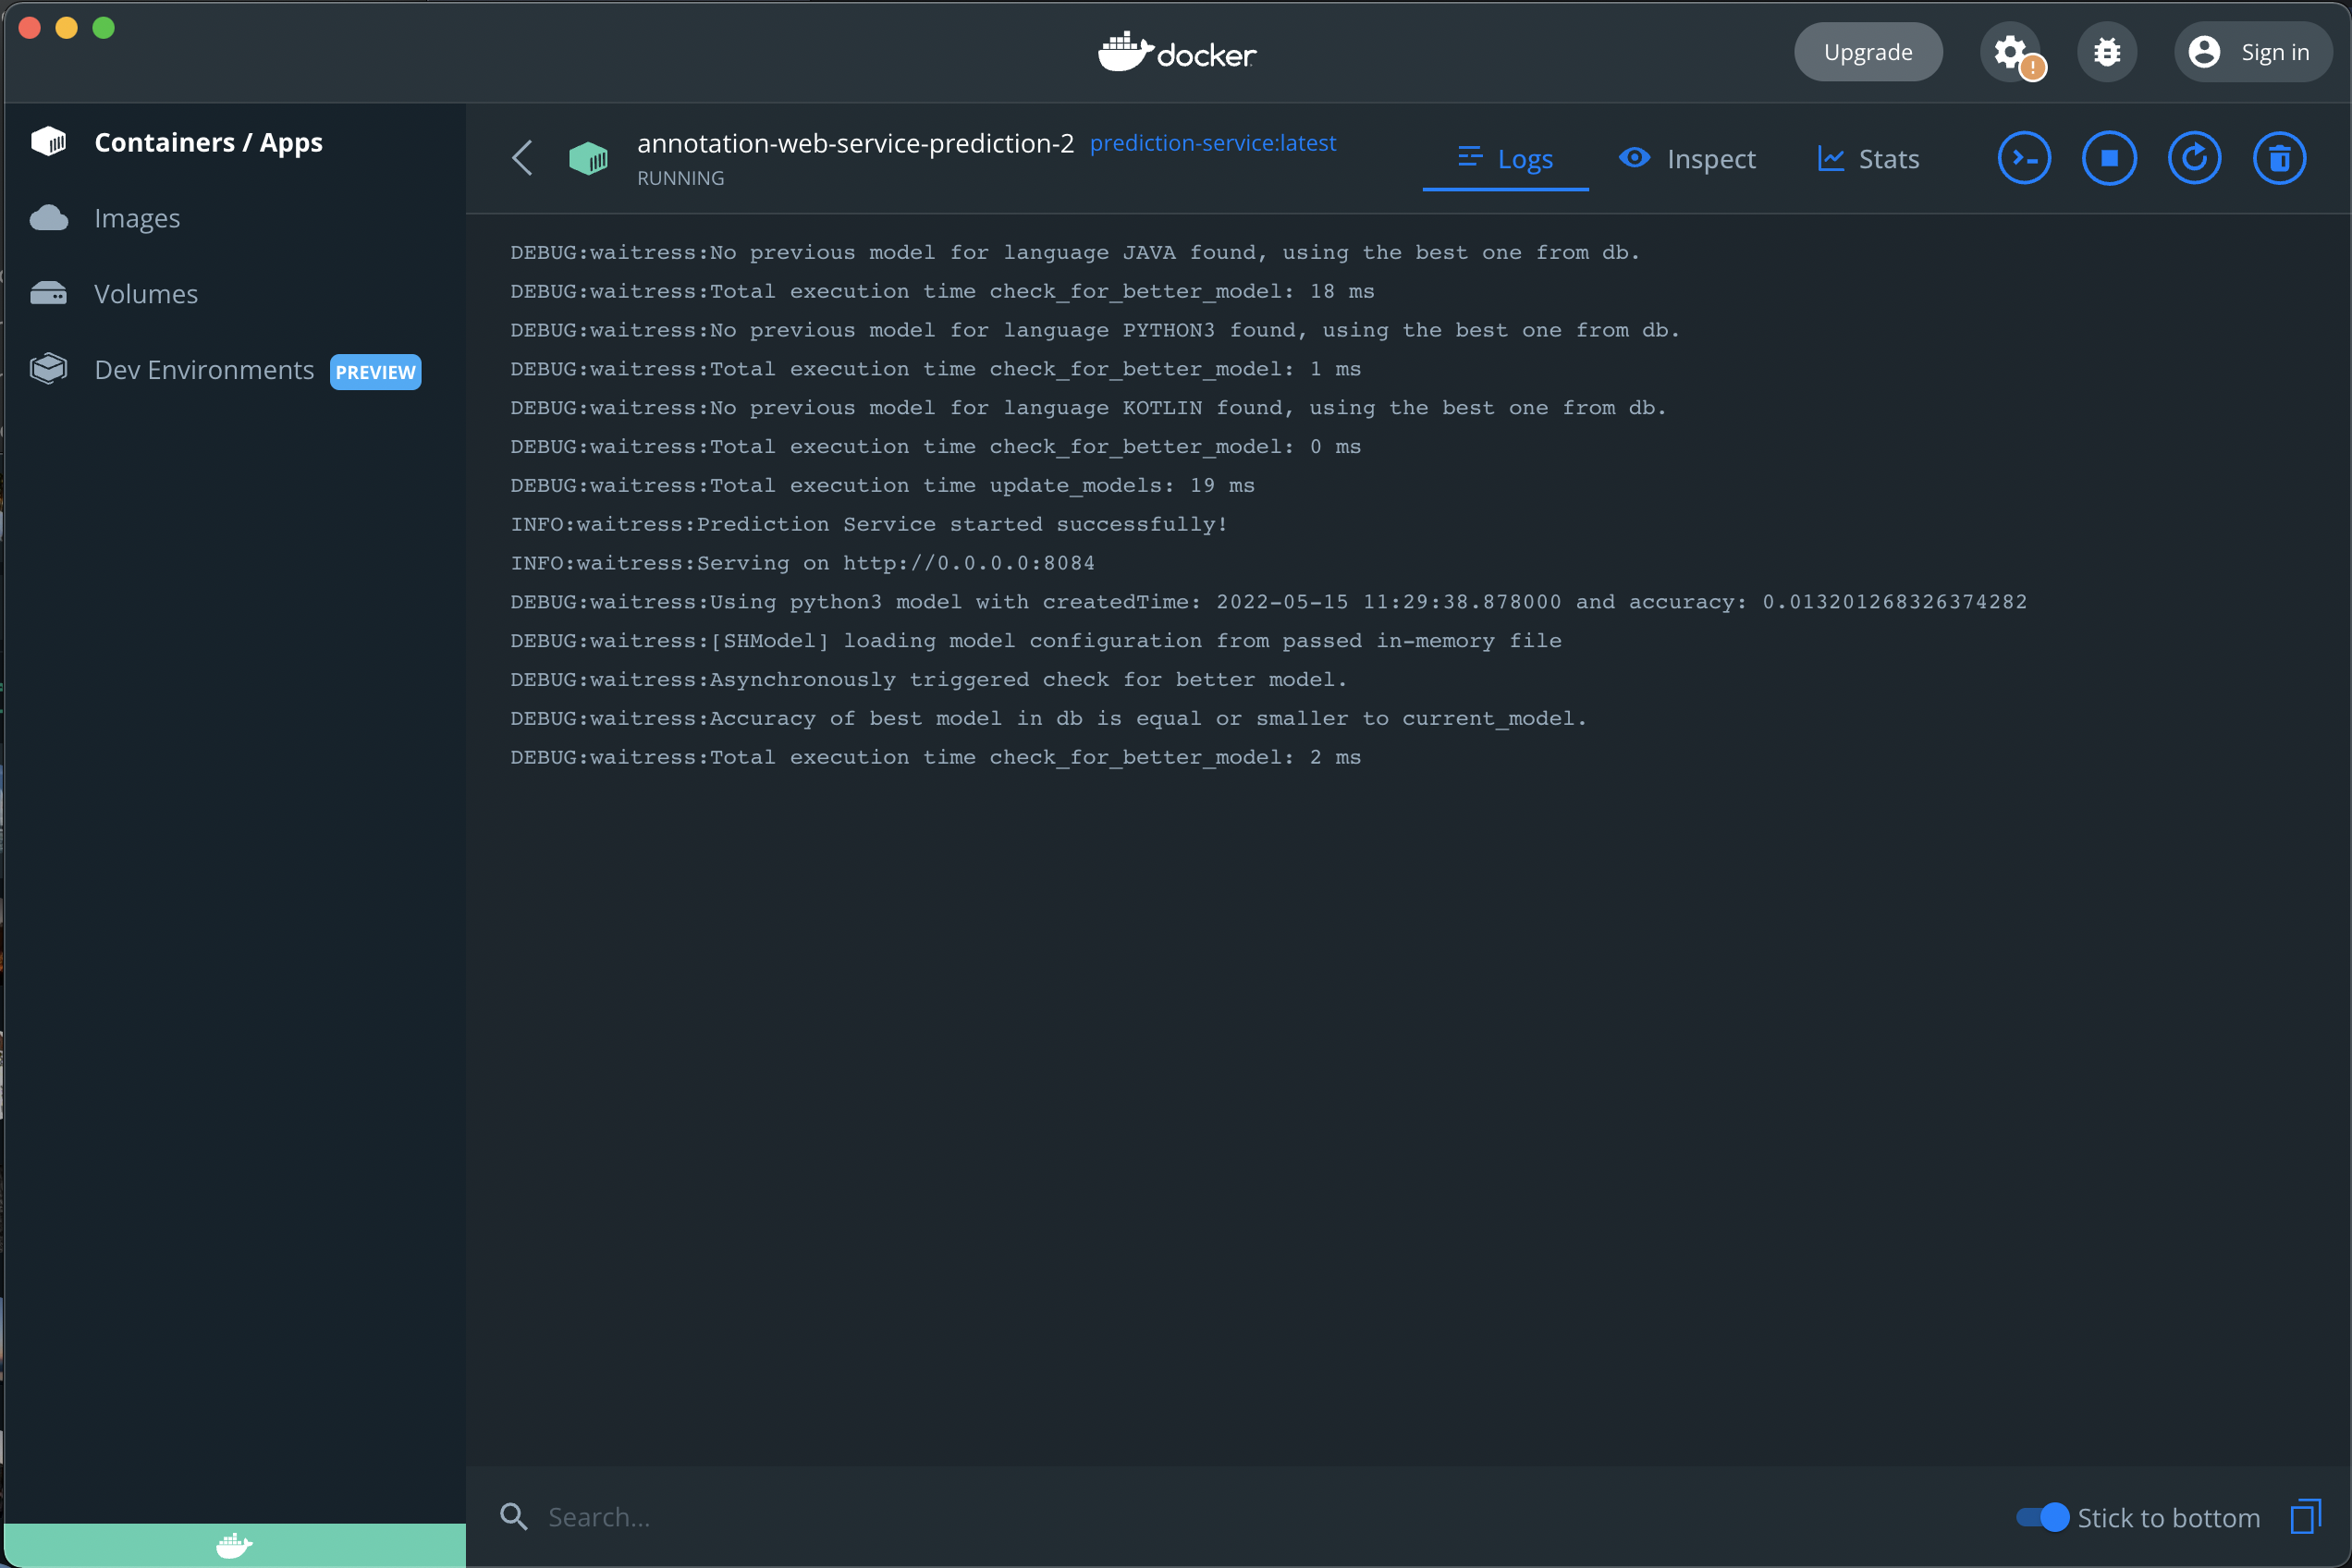 docker
Upgrade
Sign in
Containers / Apps
Images
Volumes
Dev Environments PREVIEW
annotation-web-service-prediction-2 prediction-service:latest
RUNNING
Logs
Inspect
Stats
DEBUG:waitress:No previous model for language JAVA found, using the best one from db.
DEBUG:waitress:Total execution time check_for_better_model: 18 ms
DEBUG:waitress:No previous model for language PYTHON3 found, using the best one from db.
DEBUG:waitress:Total execution time check_for_better_model: 1 ms
DEBUG:waitress:No previous model for language KOTLIN found, using the best one from db.
DEBUG:waitress:Total execution time check_for_better_model: 0 ms
DEBUG:waitress:Total execution time update_models: 19 ms
INFO:waitress:Prediction Service started successfully!
INFO:waitress:Serving on http://0.0.0.0:8084
DEBUG:waitress:Using python3 model with createdTime: 2022-05-15 11:29:38.878000 and accuracy: 0.013201268326374282
DEBUG:waitress:[SHModel] loading model configuration from passed in-memory file
DEBUG:waitress:Asynchronously triggered check for better model.
DEBUG:waitress:Accuracy of best model in db is equal or smaller to current_model.
DEBUG:waitress:Total execution time check_for_better_model: 2 ms
Search...
Stick to bottom